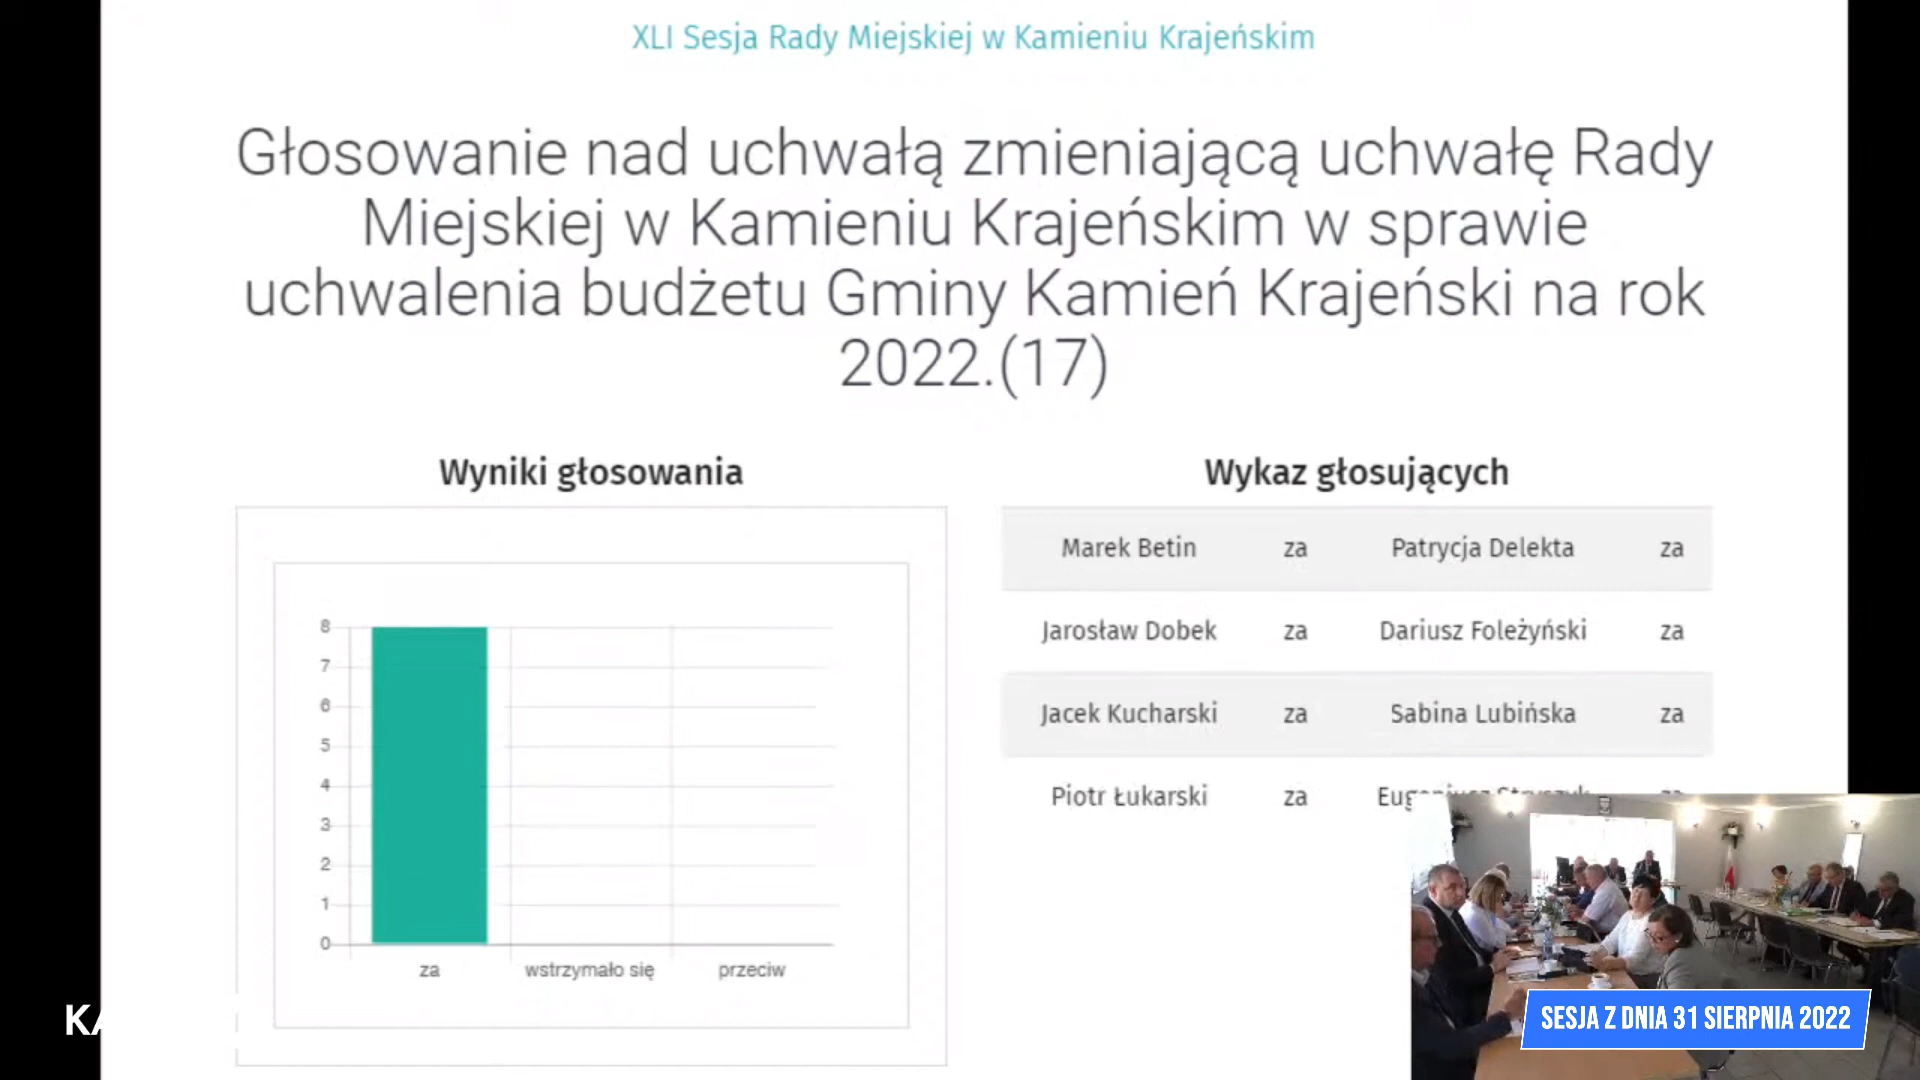 XLI Sesja Rady Miejskiej w Kamieniu Krajeńskim
Głosowanie nad uchwałą zmieniającą uchwałę Rady
Miejskiej w Kamieniu Krajeńskim w sprawie
uchwalenia budżetu Gminy Kamień Krajeński na rok
2022.(17)
Wyniki głosowania
8
7
6
5
4
3
2
1
0
za wstrzymało się przeciw
Wykaz głosujących
Marek Betin za Patrycja Delekta za
Jarosław Dobek za Dariusz Foleżyński za
Jacek Kucharski za Sabina Lubińska za
Piotr Łukarski za
SESJA Z DNIA 31 SIERPNIA 2022